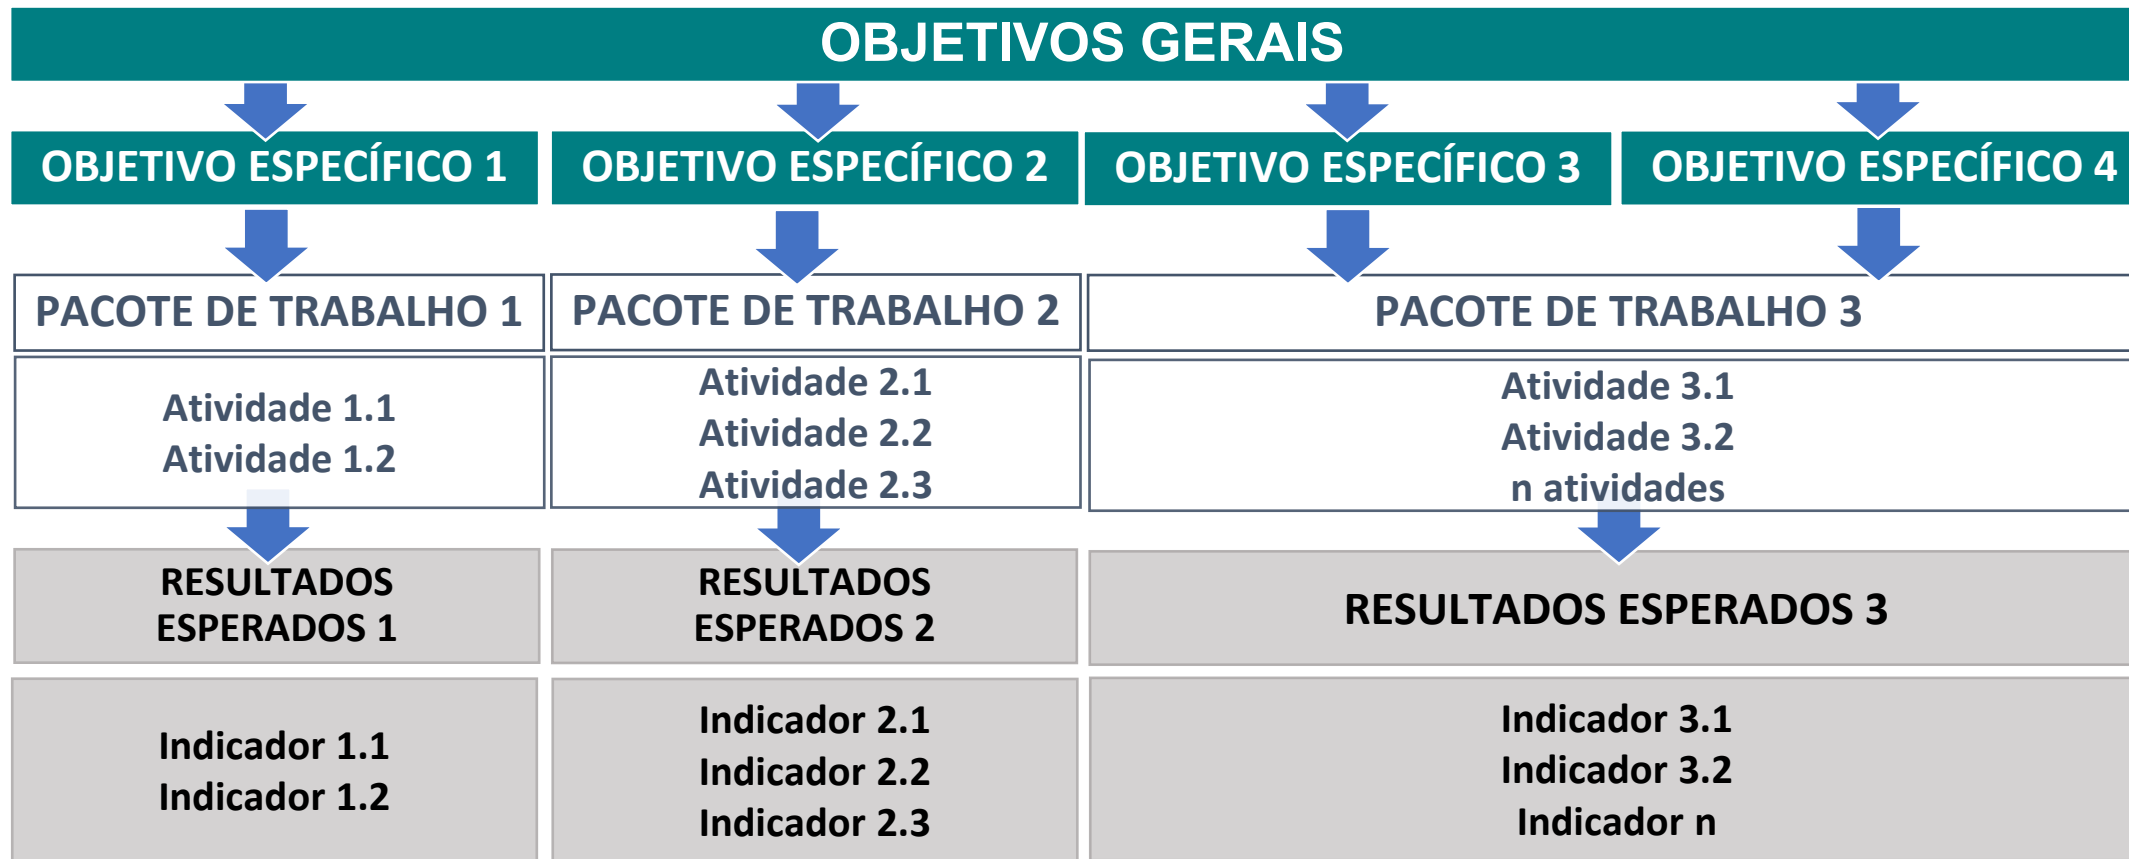 OBJETIVOS GERAIS
OBJETIVO ESPECÍFICO 1
OBJETIVO ESPECÍFICO 2
OBJETIVO ESPECÍFICO 3
OBJETIVO ESPECÍFICO 4
PACOTE DE TRABALHO 1
PACOTE DE TRABALHO 2
PACOTE DE TRABALHO 3
Atividade 1.1
Atividade 1.2
Atividade 2.1
Atividade 2.2
Atividade 2.3
Atividade 3.1
Atividade 3.2
n atividades
RESULTADOS
ESPERADOS 1
RESULTADOS
ESPERADOS 2
RESULTADOS ESPERADOS 3
Indicador 1.1
Indicador 1.2
Indicador 2.1
Indicador 2.2
Indicador 2.3
Indicador 3.1
Indicador 3.2
Indicador n